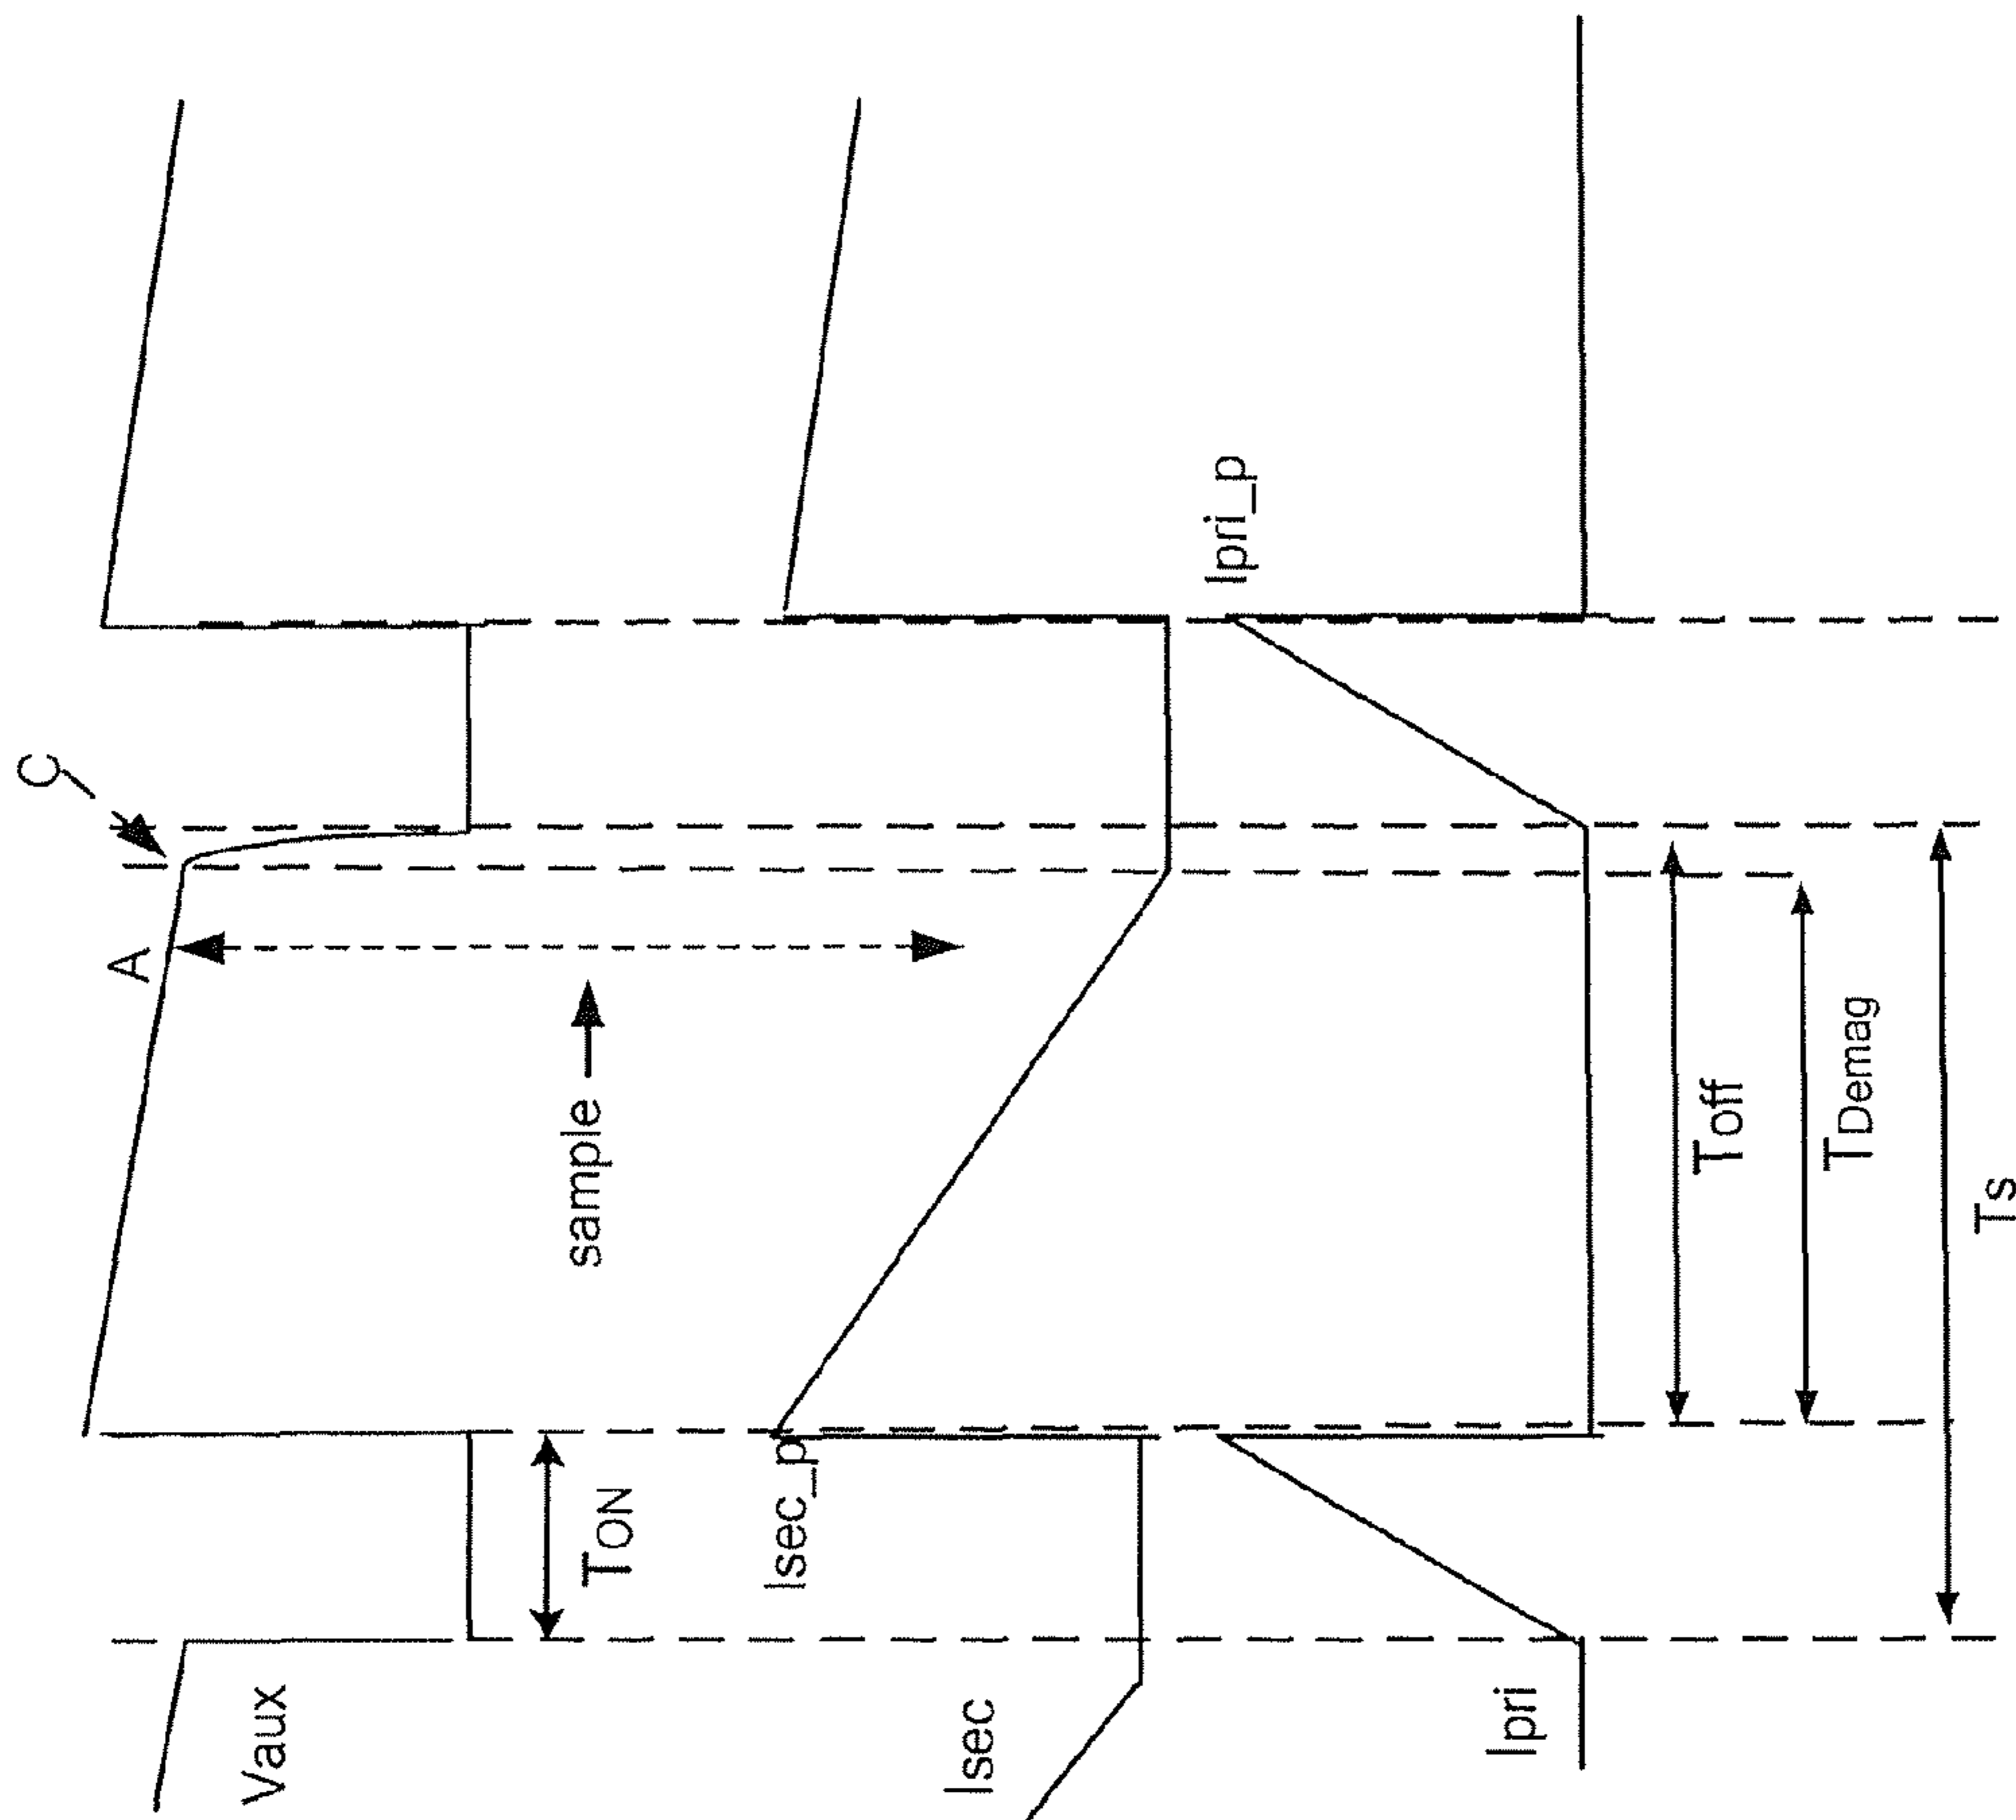 C
A
Vaux
TON
sample
Isec_p
Isec
Ipri_p
Ipri
Toff
TDemag
Ts